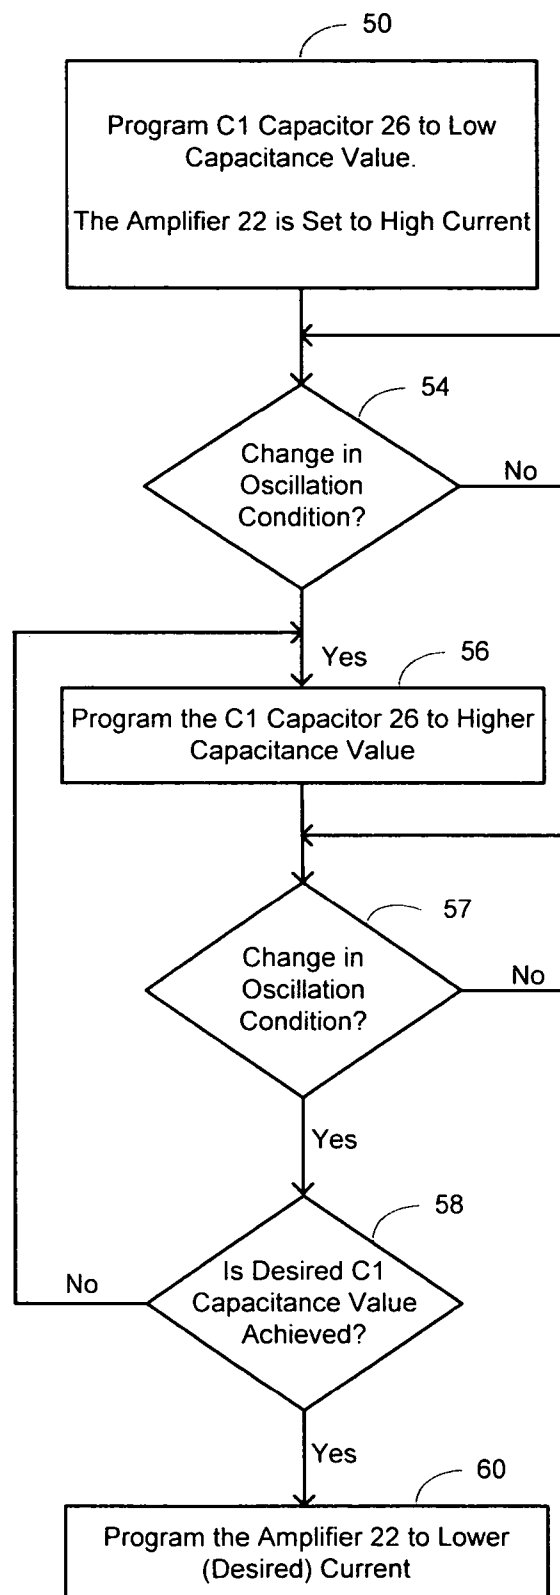 50
Program C1 Capacitor 26 to Low
Capacitance Value.
The Amplifier 22 is Set to High Current
54
Change in
Oscillation
Condition?
No
Yes
56
Program the C1 Capacitor 26 to Higher
Capacitance Value
57
Change in
Oscillation
Condition?
No
Yes
58
Is Desired C1
Capacitance Value
Achieved?
No
Yes
60
Program the Amplifier 22 to Lower
(Desired) Current